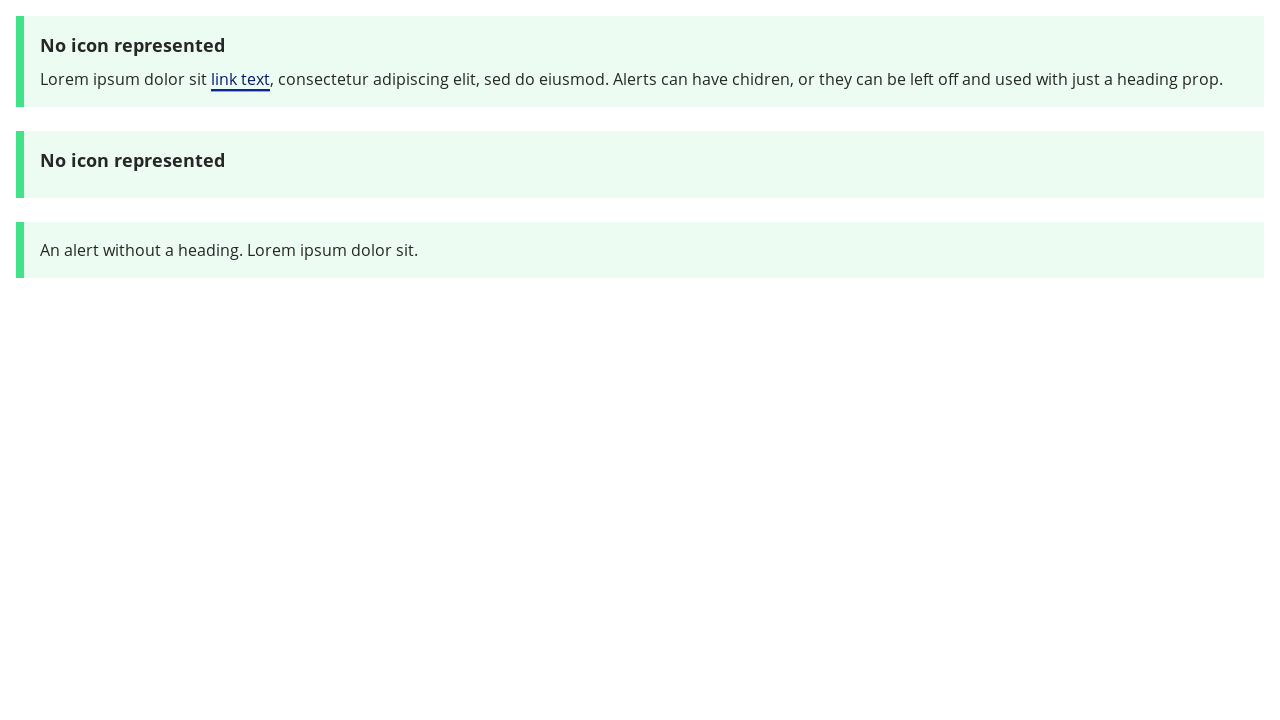 No icon represented
Lorem ipsum dolor sit link text, consectetur adipiscing elit, sed do eiusmod. Alerts can have chidren, or they can be left off and used with just a heading prop.
No icon represented
An alert without a heading. Lorem ipsum dolor sit.